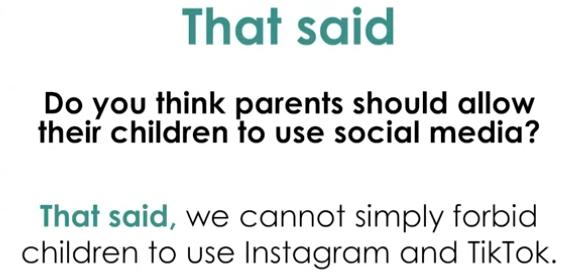 That said
Do you think parents should allow
their children to use social media?
That said, we cannot simply forbid
children to use Instagram and TikTok.